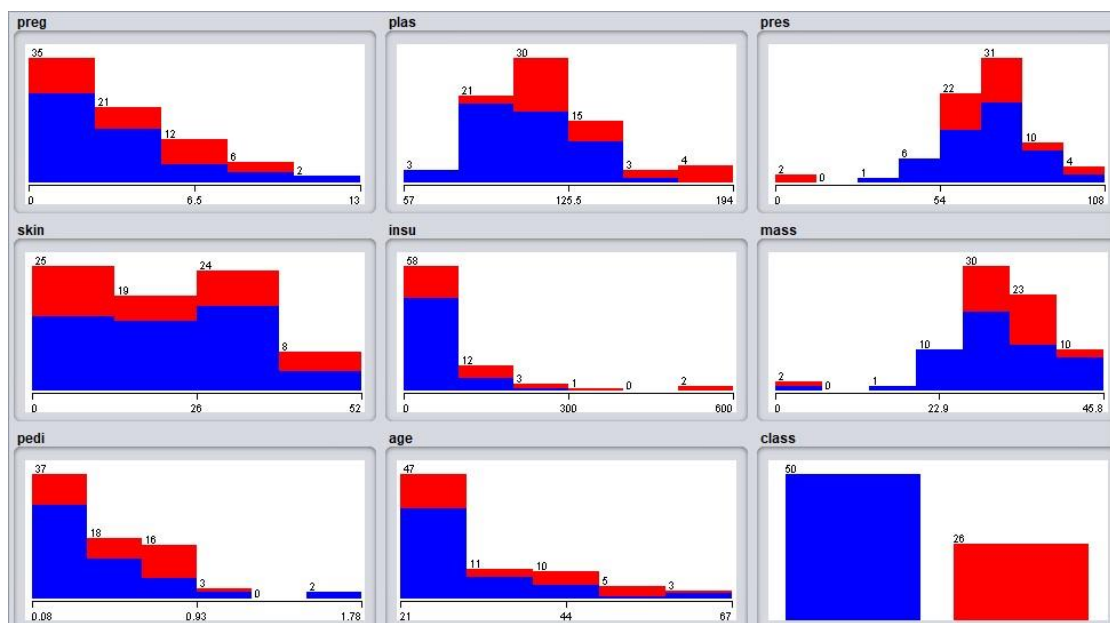 preg
35
21
12
6
2
0 6.5 13
plas
3
21
30
15
3
4
57 125.5 194
pres
2
0
1
6
22
31
10
4
0 54 108
skin
25
19
24
8
0 26 52
insu
58
12
3
1
0
2
0 300 600
mass
2
0
1
10
30
23
10
0 22.9 45.8
pedi
37
18
16
3
0
2
0.08 0.93 1.78
age
47
11
10
5
3
21 44 67
class
50
26